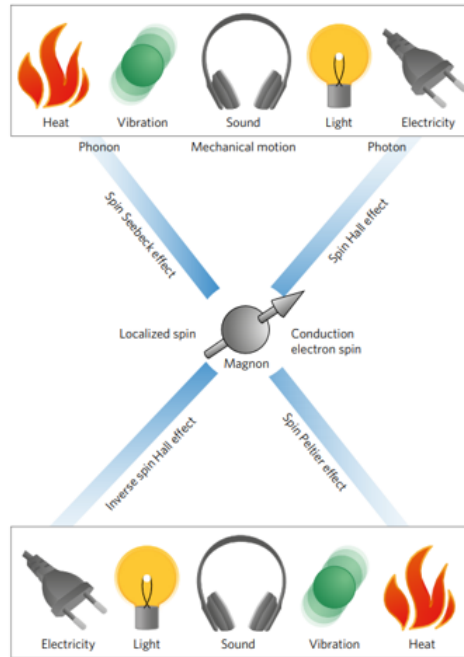 Heat Vibration Sound Light Electricity
Phonon Mechanical motion Photon
Spin Seebeck effect
Spin Hall effect
Localized spin
Conduction
electron spin
Magnon
Inverse spin Hall effect
Spin Peltier effect
Electricity Light Sound Vibration Heat